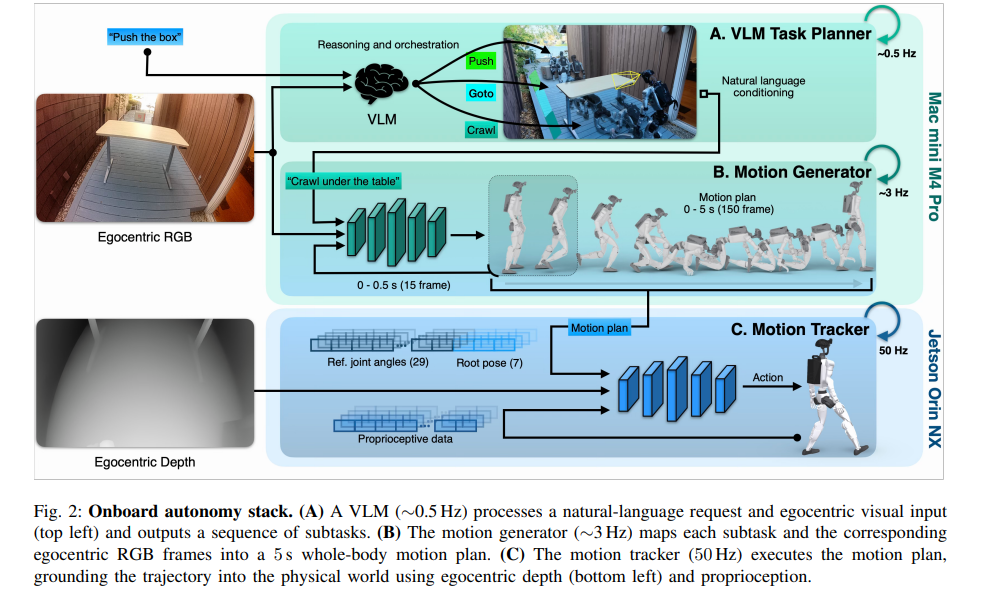 “Push the box”
Egocentric RGB
Egocentric Depth
A. VLM Task Planner
~0.5 Hz
Reasoning and orchestration
VLM
Push
Goto
Crawl
Natural language
conditioning
B. Motion Generator
~3 Hz
“Crawl under the table”
Motion plan
0 - 5 s (150 frame)
0 - 0.5 s (15 frame)
Mac mini M4 Pro
C. Motion Tracker
50 Hz
Motion plan
Ref. joint angles (29)
Root pose (7)
Proprioceptive data
Action
Jetson Orin NX
Fig. 2: Onboard autonomy stack. (A) A VLM (∼0.5 Hz) processes a natural-language request and egocentric visual input
(top left) and outputs a sequence of subtasks. (B) The motion generator (∼3 Hz) maps each subtask and the corresponding
egocentric RGB frames into a 5 s whole-body motion plan. (C) The motion tracker (50 Hz) executes the motion plan,
grounding the trajectory into the physical world using egocentric depth (bottom left) and proprioception.